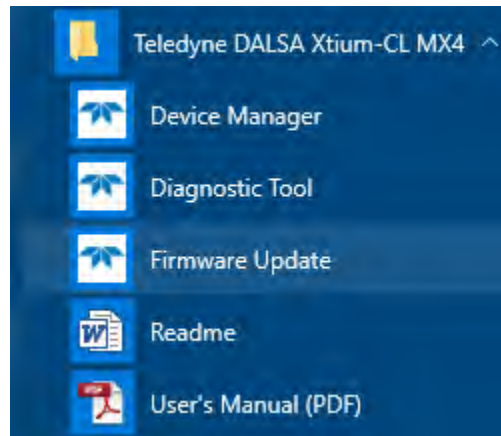 Teledyne DALSA Xtium-CL MX4
Device Manager
Diagnostic Tool
Firmware Update
Readme
User's Manual (PDF)